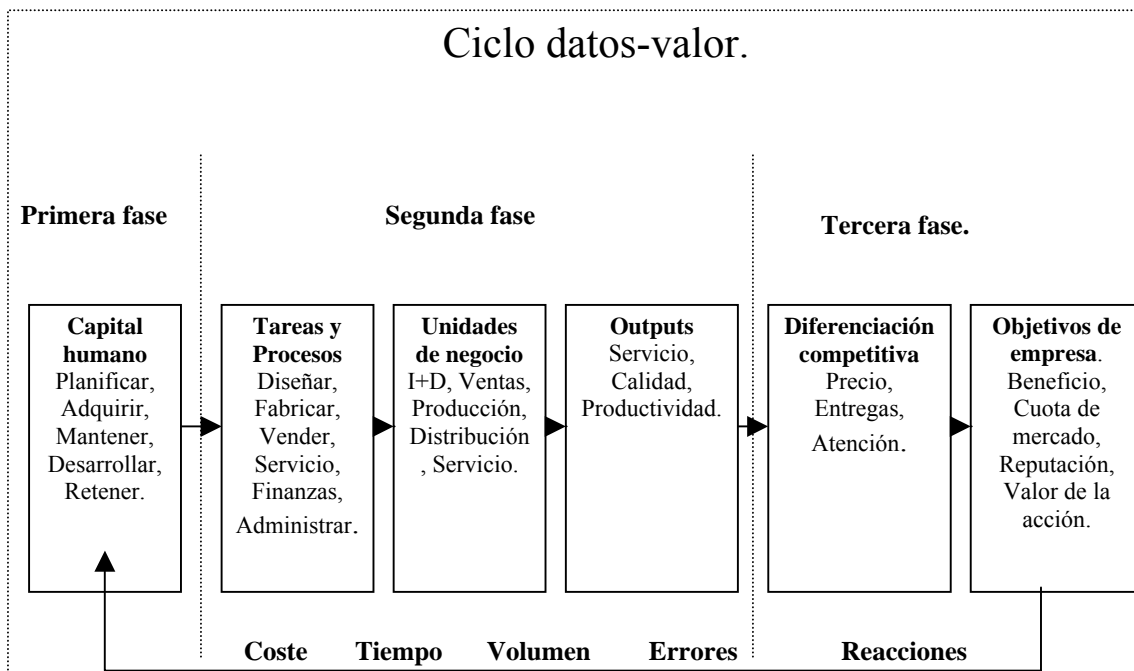 Ciclo datos-valor.
Primera fase
Segunda fase
Tercera fase.
Capital
humano
Planificar,
Adquirir,
Mantener,
Desarrollar,
Retener.
Tareas y
Procesos
Diseñar,
Fabricar,
Vender,
Servicio,
Finanzas,
Administrar.
Unidades
de negocio
I+D, Ventas,
Producción,
Distribución
, Servicio.
Outputs
Servicio,
Calidad,
Productividad.
Diferenciación
competitiva
Precio,
Entregas,
Atención.
Objetivos de
empresa.
Beneficio,
Cuota de
mercado,
Reputación,
Valor de la
acción.
Coste Tiempo Volumen Errores Reacciones